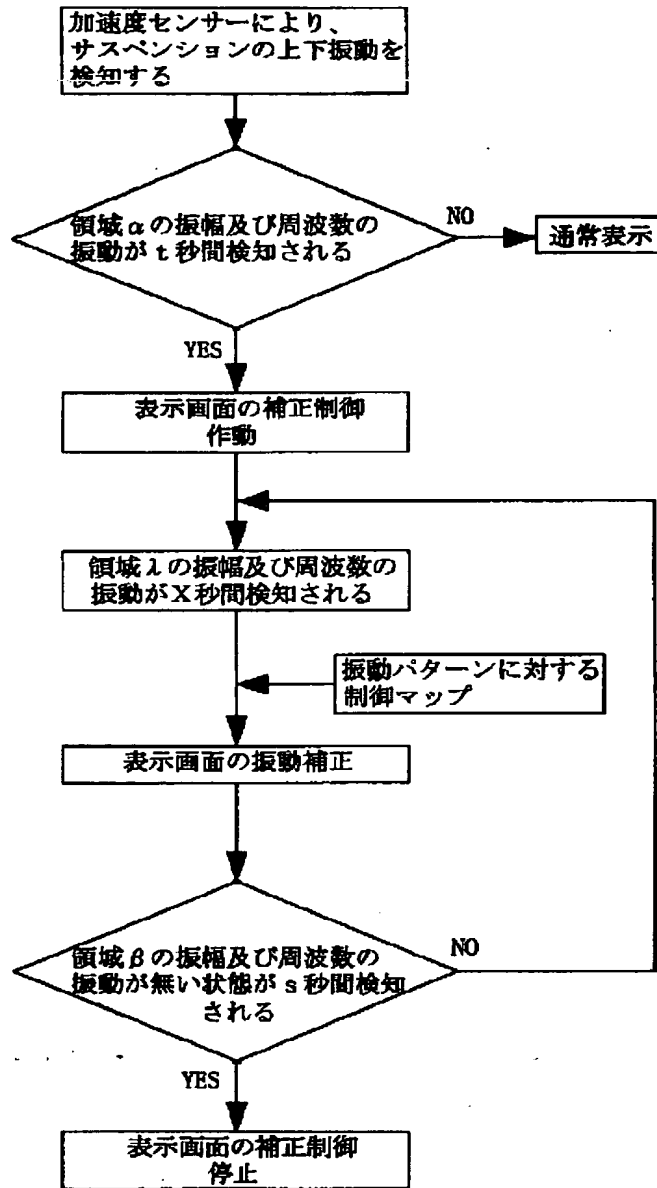 加速度センサーにより、
サスペンションの上下振動を
検知する
領域αの振幅及び周波数の
振動がｔ秒間検知される
NO
通常表示
YES
表示画面の補正制御
作動
領域λの振幅及び周波数の
振動がX秒間検知される
振動パターンに対する
制御マップ
表示画面の振動補正
領域βの振幅及び周波数の
振動が無い状態がｓ秒間検知
される
NO
YES
表示画面の補正制御
停止